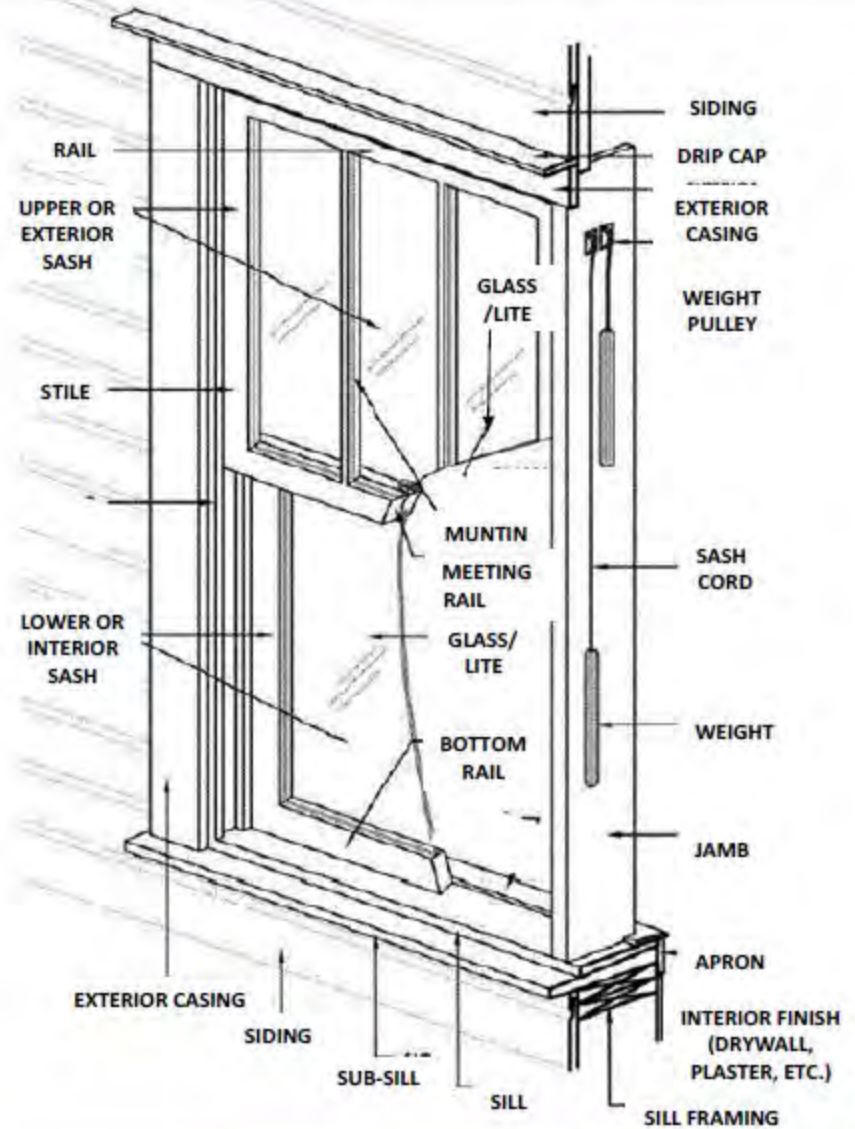 SIDING
RAIL
DRIP CAP
UPPER OR
EXTERIOR
SASH
EXTERIOR
CASING
GLASS
/LITE
WEIGHT
PULLEY
STILE
MUNTIN
MEETING
RAIL
SASH
CORD
LOWER OR
INTERIOR
SASH
GLASS/
LITE
WEIGHT
BOTTOM
RAIL
JAMB
APRON
EXTERIOR CASING
SIDING
INTERIOR FINISH
(DRYWALL,
PLASTER, ETC.)
SUB-SILL
SILL
SILL FRAMING